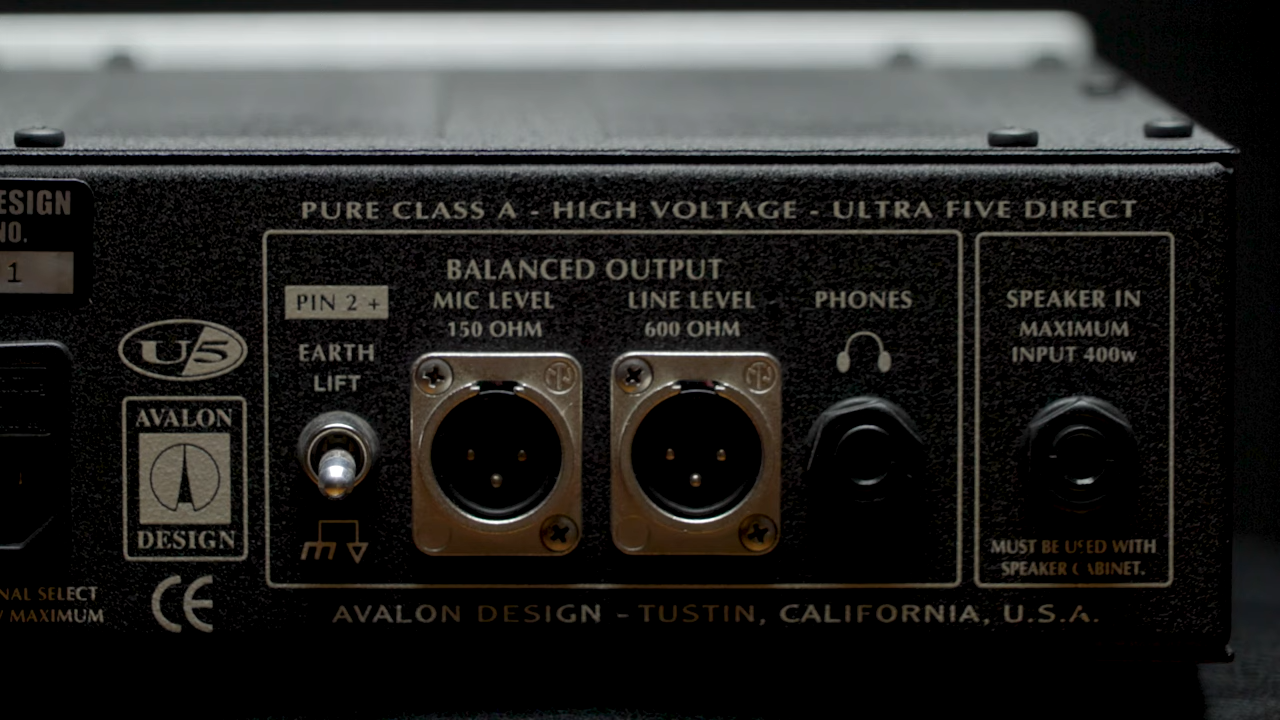 ESIGN
NO.
1
PURE CLASS A - HIGH VOLTAGE - ULTRA FIVE DIRECT
BALANCED OUTPUT
PIN 2 +
MIC LEVEL
150 OHM
LINE LEVEL
600 OHM
PHONES
SPEAKER IN
MAXIMUM
INPUT 400w
EARTH
LIFT
U5
AVALON
DESIGN
MUST BE USED WITH
SPEAKER CABINET.
NAL SELECT
MAXIMUM
CE
AVALON DESIGN - TUSTIN, CALIFORNIA, U.S.A.